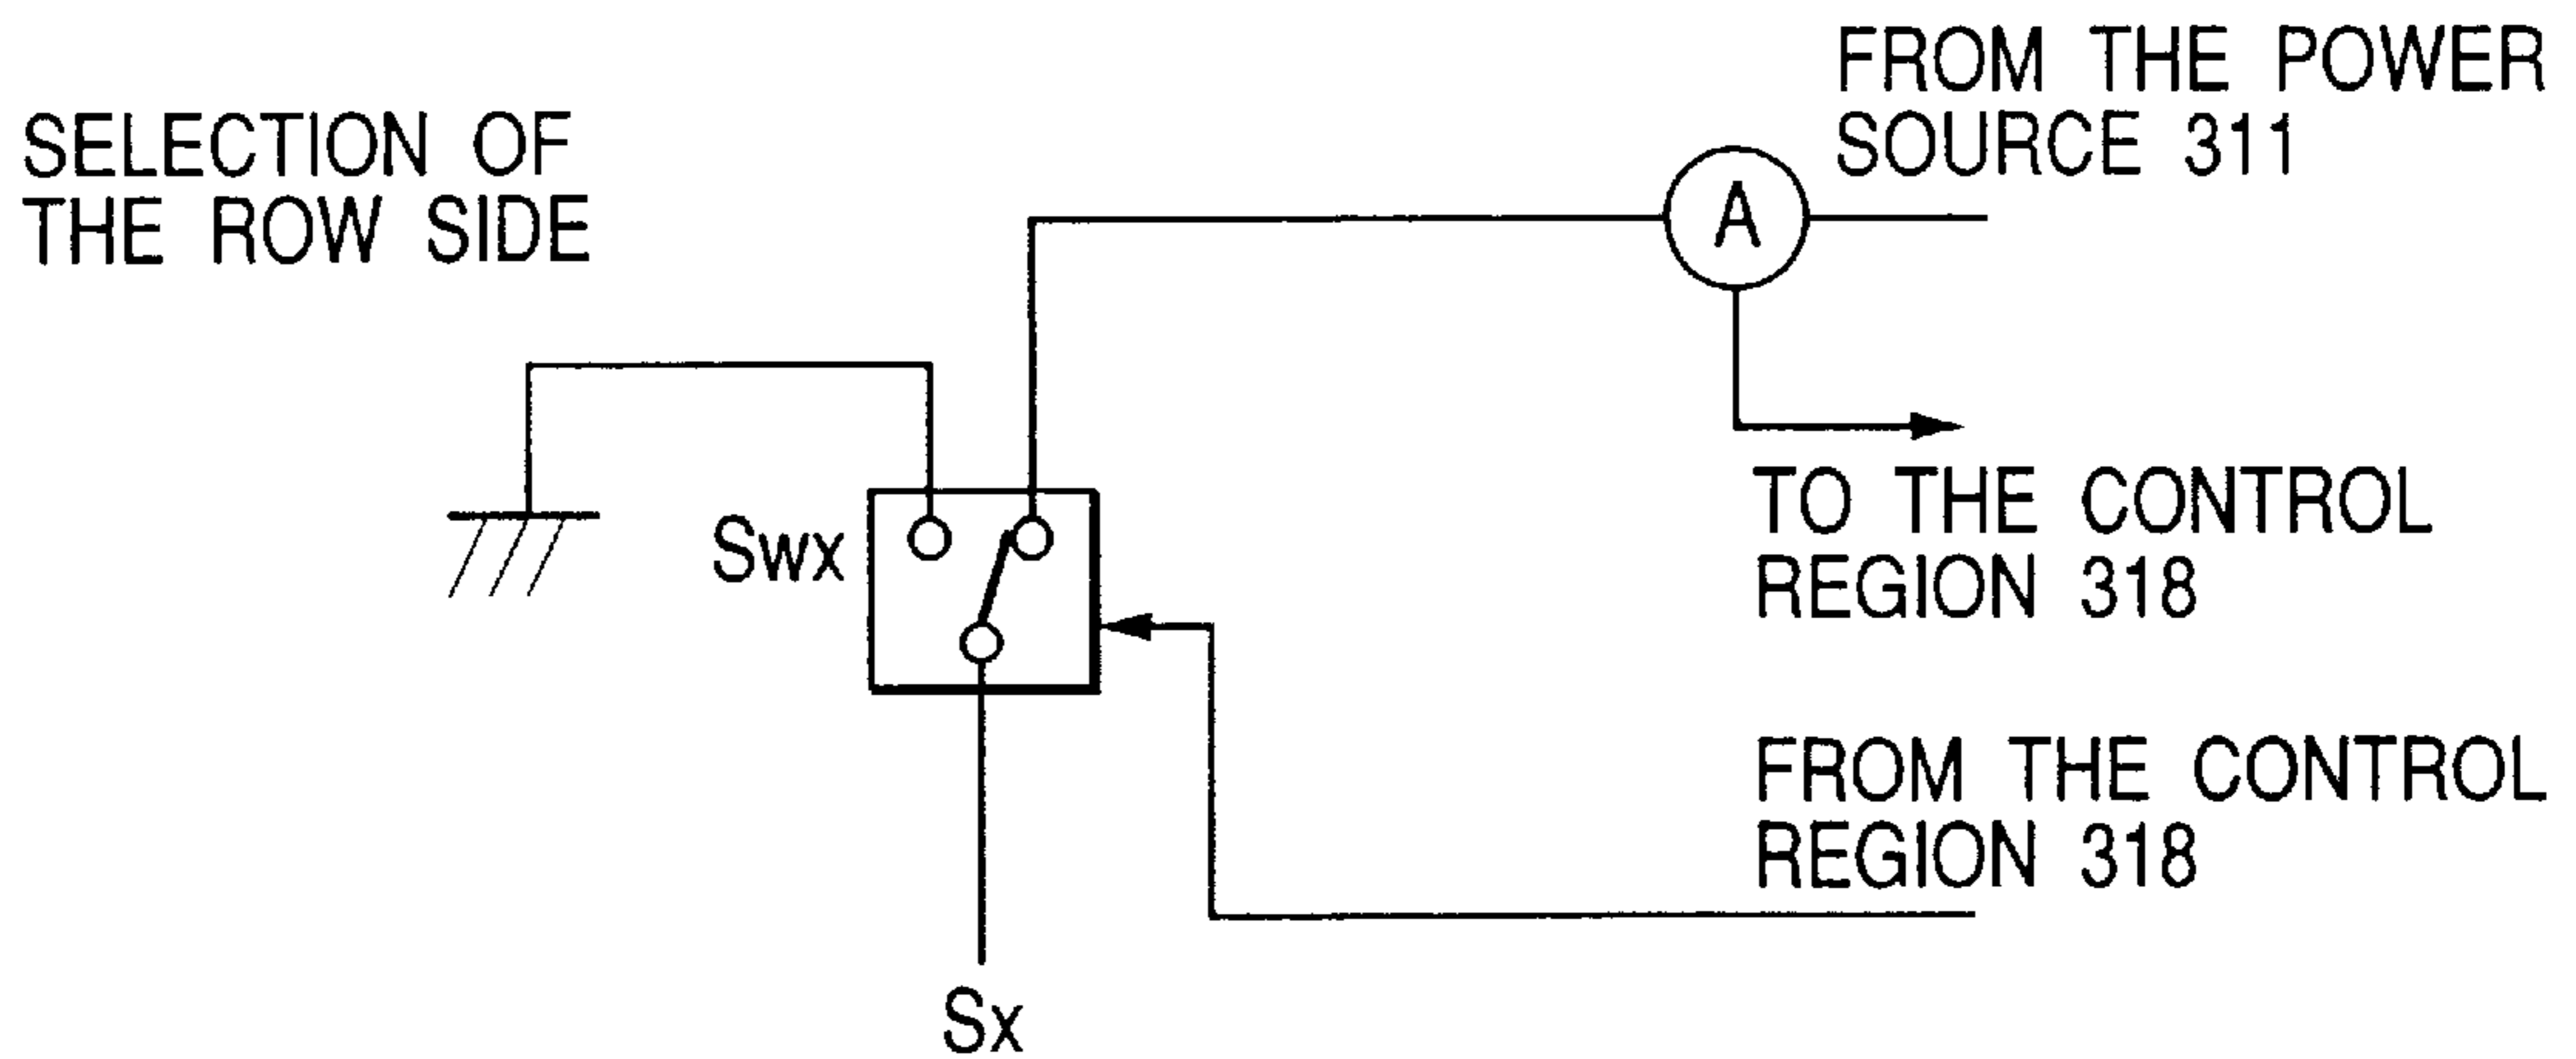 SELECTION OF
THE ROW SIDE
FROM THE POWER
SOURCE 311
A
TO THE CONTROL
REGION 318
Swx
FROM THE CONTROL
REGION 318
Sx